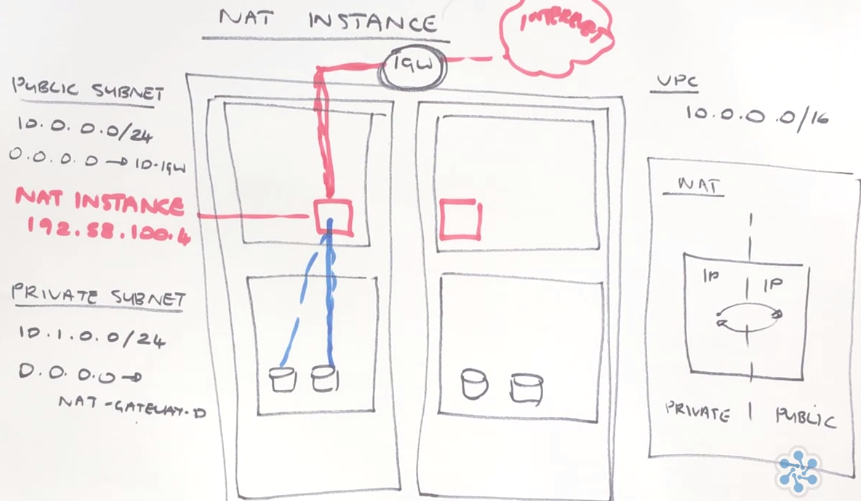 NAT INSTANCE
INTERNET
IGW
PUBLIC SUBNET
10.0.0.0/24
0.0.0.0 → ID-IGW
NAT INSTANCE
192.58.100.4
PRIVATE SUBNET
10.1.0.0/24
0.0.0.0 →
NAT-GATEWAY-D
VPC
10.0.0.0/16
NAT
IP | IP
PRIVATE | PUBLIC